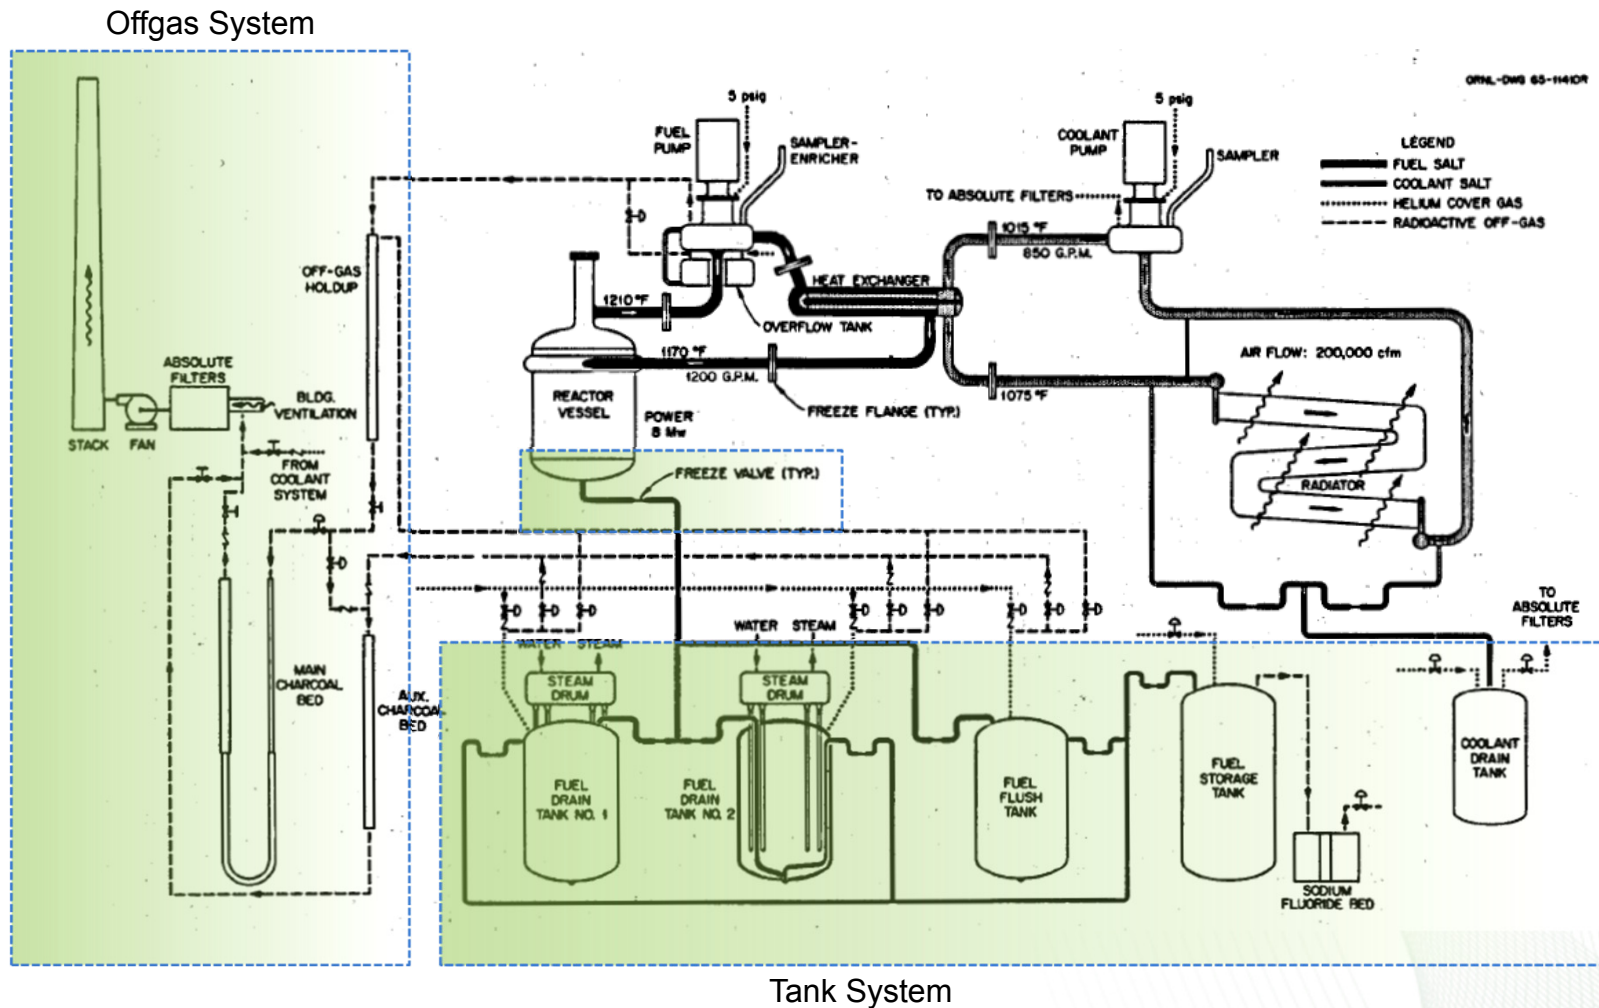 Offgas System
ORNL-DWG 65-11410R
5 psig
5 psig
FUEL
PUMP
SAMPLER-
ENRICHER
COOLANT
PUMP
SAMPLER
LEGEND
FUEL SALT
COOLANT SALT
HELIUM COVER GAS
RADIOACTIVE OFF-GAS
TO ABSOLUTE FILTERS
1015 °F
850 G.P.M.
OFF-GAS
HOLDUP
HEAT EXCHANGER
1210 °F
OVERFLOW TANK
1170 °F
1200 G.P.M.
AIR FLOW: 200,000 cfm
1075 °F
ABSOLUTE
FILTERS
BLDG.
VENTILATION
REACTOR
VESSEL
POWER
8 Mw
FREEZE FLANGE (TYP.)
STACK
FAN
FROM
COOLANT
SYSTEM
FREEZE VALVE (TYP.)
RADIATOR
TO
ABSOLUTE
FILTERS
WATER
STEAM
WATER
STEAM
STEAM
DRUM
STEAM
DRUM
MAIN
CHARCOAL
BED
AUX.
CHARCOAL
BED
FUEL
DRAIN
TANK NO. 1
FUEL
DRAIN
TANK NO. 2
FUEL
FLUSH
TANK
FUEL
STORAGE
TANK
COOLANT
DRAIN
TANK
SODIUM
FLUORIDE BED
Tank System